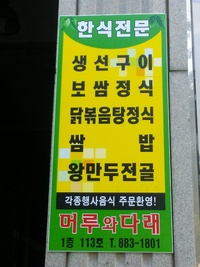 한식전문
생선구이
보쌈정식
닭볶음탕정식
쌈 밥
왕만두전골
각종행사음식 주문환영!
머루와다래
1층 113호 T. 883-1801